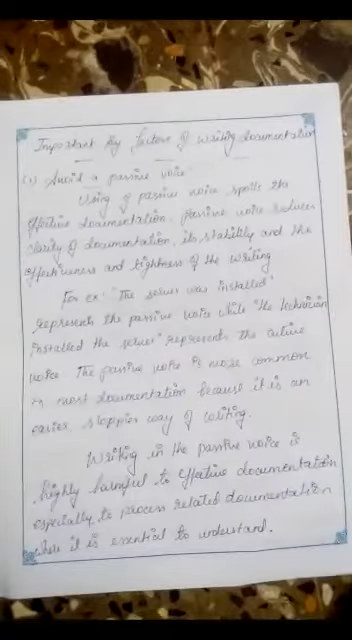 Important key factors of writing documentation
(1) Avoid a passive voice
Using of passive voice spoils the
effective documentation. passive voice reduces
clarity of documentation, its stability and the
effectiveness and tightness of the writing
For ex: "The server was installed"
represents the passive voice while "the technician
installed the server" represents the active
voice. The passive voice is more common
in most documentation because it is an
easier, sloppier way of writing.
Writing in the passive voice is
highly harmful to effective documentation
especially to process related documentation
where it is essential to understand.